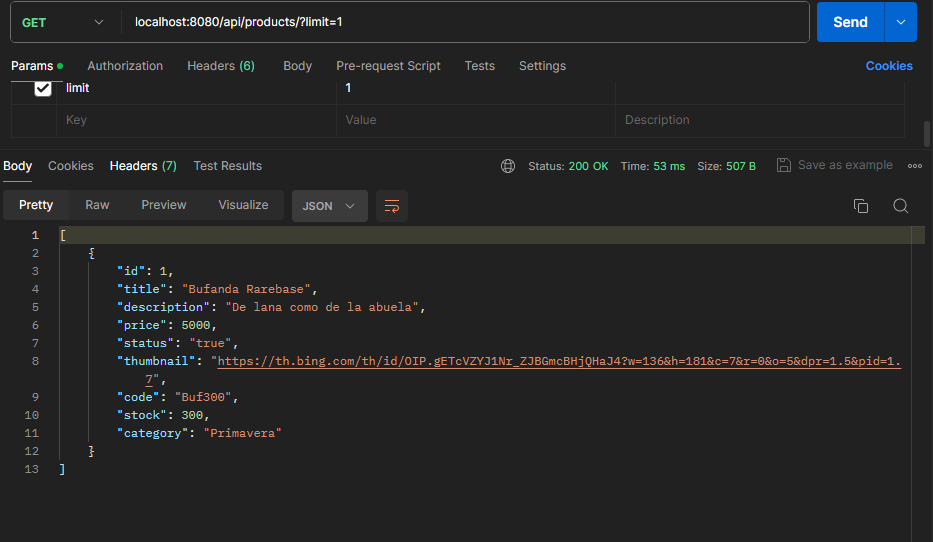 GET localhost:8080/api/products/?limit=1 Send
Params Authorization Headers (6) Body Pre-request Script Tests Settings Cookies
limit 1
Key Value Description
Body Cookies Headers (7) Test Results Status: 200 OK Time: 53 ms Size: 507 B Save as example
Pretty Raw Preview Visualize JSON
1 [
2 {
3 "id": 1,
4 "title": "Bufanda Rarebase",
5 "description": "De lana como de la abuela",
6 "price": 5000,
7 "status": "true",
8 "thumbnail": "https://th.bing.com/th/id/OIP.gETcVZYJ1Nr_ZJBGmcBHjQHaJ4?w=136&h=181&c=7&r=0&o=5&dpr=1.5&pid=1.
7",
9 "code": "Buf300",
10 "stock": 300,
11 "category": "Primavera"
12 }
13 ]